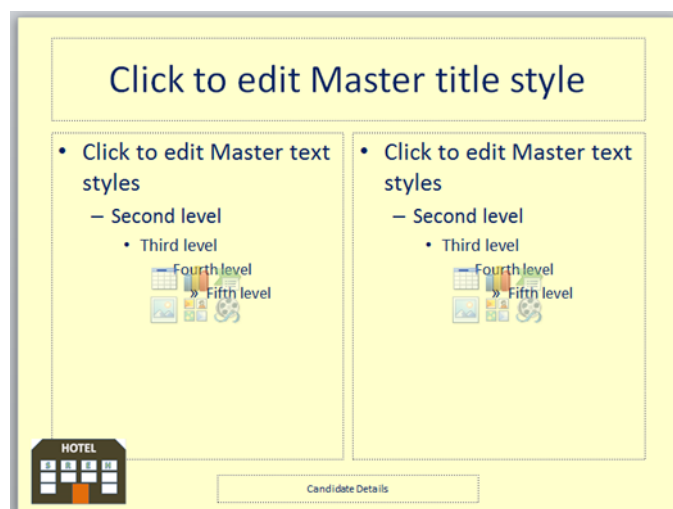 Click to edit Master title style
• Click to edit Master text
styles
– Second level
• Third level
– Fourth level
» Fifth level
• Click to edit Master text
styles
– Second level
• Third level
– Fourth level
» Fifth level
HOTEL
S R E H
Candidate Details